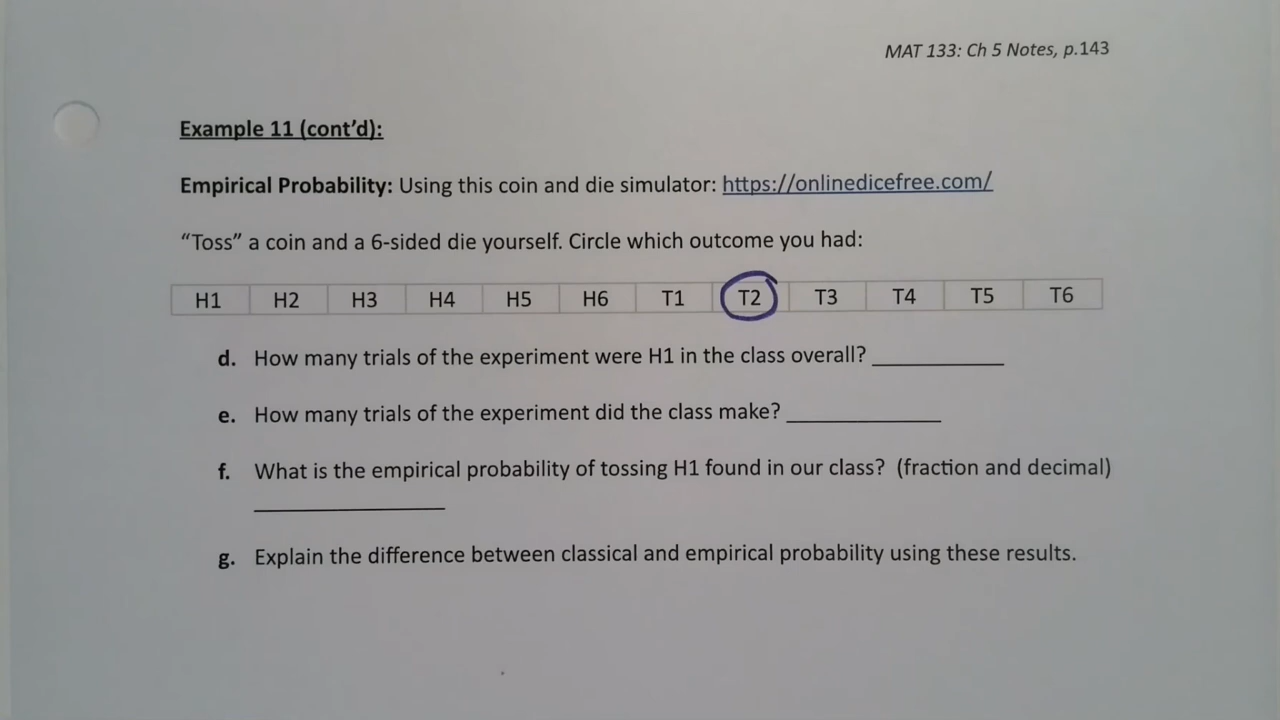 MAT 133: Ch 5 Notes, p.143
Example 11 (cont’d):
Empirical Probability: Using this coin and die simulator: https://onlinedicefree.com/
“Toss” a coin and a 6-sided die yourself. Circle which outcome you had:
H1 H2 H3 H4 H5 H6 T1 T2 T3 T4 T5 T6
d. How many trials of the experiment were H1 in the class overall? ____________
e. How many trials of the experiment did the class make? ______________
f. What is the empirical probability of tossing H1 found in our class? (fraction and decimal)
__________________
g. Explain the difference between classical and empirical probability using these results.